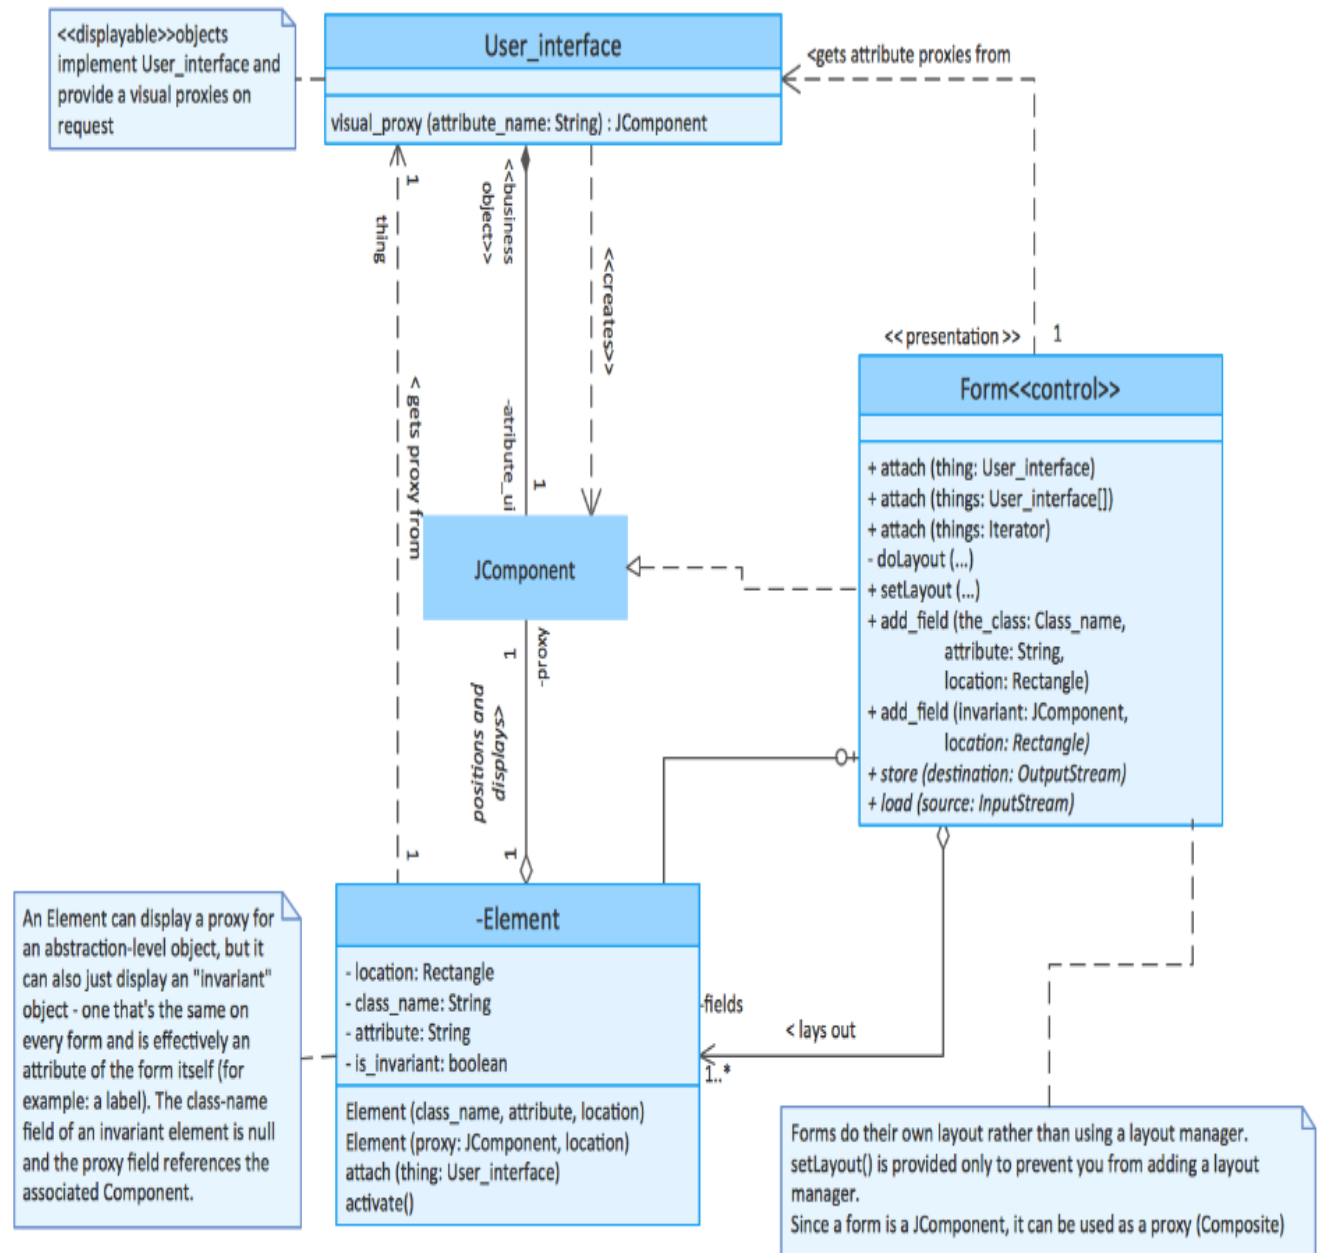 <<displayable>>objects
implement User_interface and
provide a visual proxies on
request
User_interface
visual_proxy (attribute_name: String) : JComponent
<gets attribute proxies from
1
thing
<<business
object>>
<<creates>>
<< presentation >>
1
< gets proxy from
-atribute_ui
1
Form<<control>>
+ attach (thing: User_interface)
+ attach (things: User_interface[])
+ attach (things: Iterator)
- doLayout (...)
+ setLayout (...)
+ add_field (the_class: Class_name,
attribute: String,
location: Rectangle)
+ add_field (invariant: JComponent,
location: Rectangle)
+ store (destination: OutputStream)
+ load (source: InputStream)
JComponent
-proxy
1
positions and
displays>
1
1
-Element
- location: Rectangle
- class_name: String
- attribute: String
- is_invariant: boolean
Element (class_name, attribute, location)
Element (proxy: JComponent, location)
attach (thing: User_interface)
activate()
-fields
< lays out
1..*
An Element can display a proxy for
an abstraction-level object, but it
can also just display an "invariant"
object - one that's the same on
every form and is effectively an
attribute of the form itself (for
example: a label). The class-name
field of an invariant element is null
and the proxy field references the
associated Component.
Forms do their own layout rather than using a layout manager.
setLayout() is provided only to prevent you from adding a layout
manager.
Since a form is a JComponent, it can be used as a proxy (Composite)